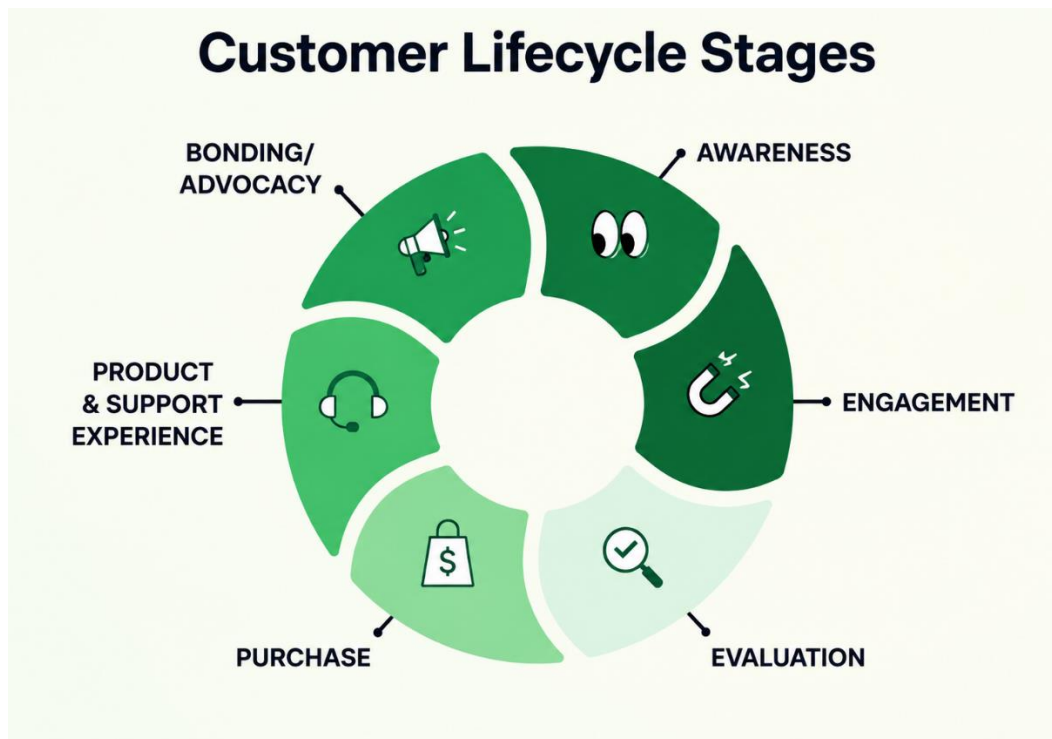 Customer Lifecycle Stages
BONDING/
ADVOCACY
AWARENESS
PRODUCT
& SUPPORT
EXPERIENCE
ENGAGEMENT
$
PURCHASE
EVALUATION